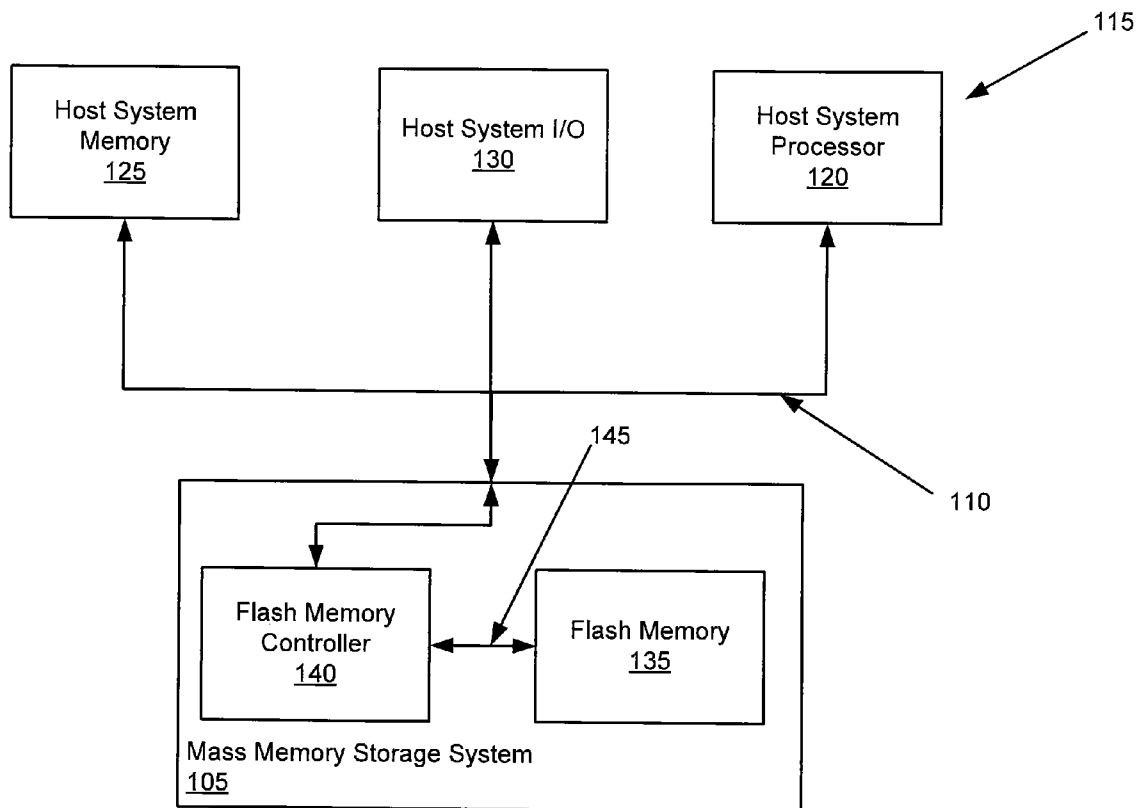 115
Host System
Memory
125
Host System I/O
130
Host System
Processor
120
145
110
Flash Memory
Controller
140
Flash Memory
135
Mass Memory Storage System
105